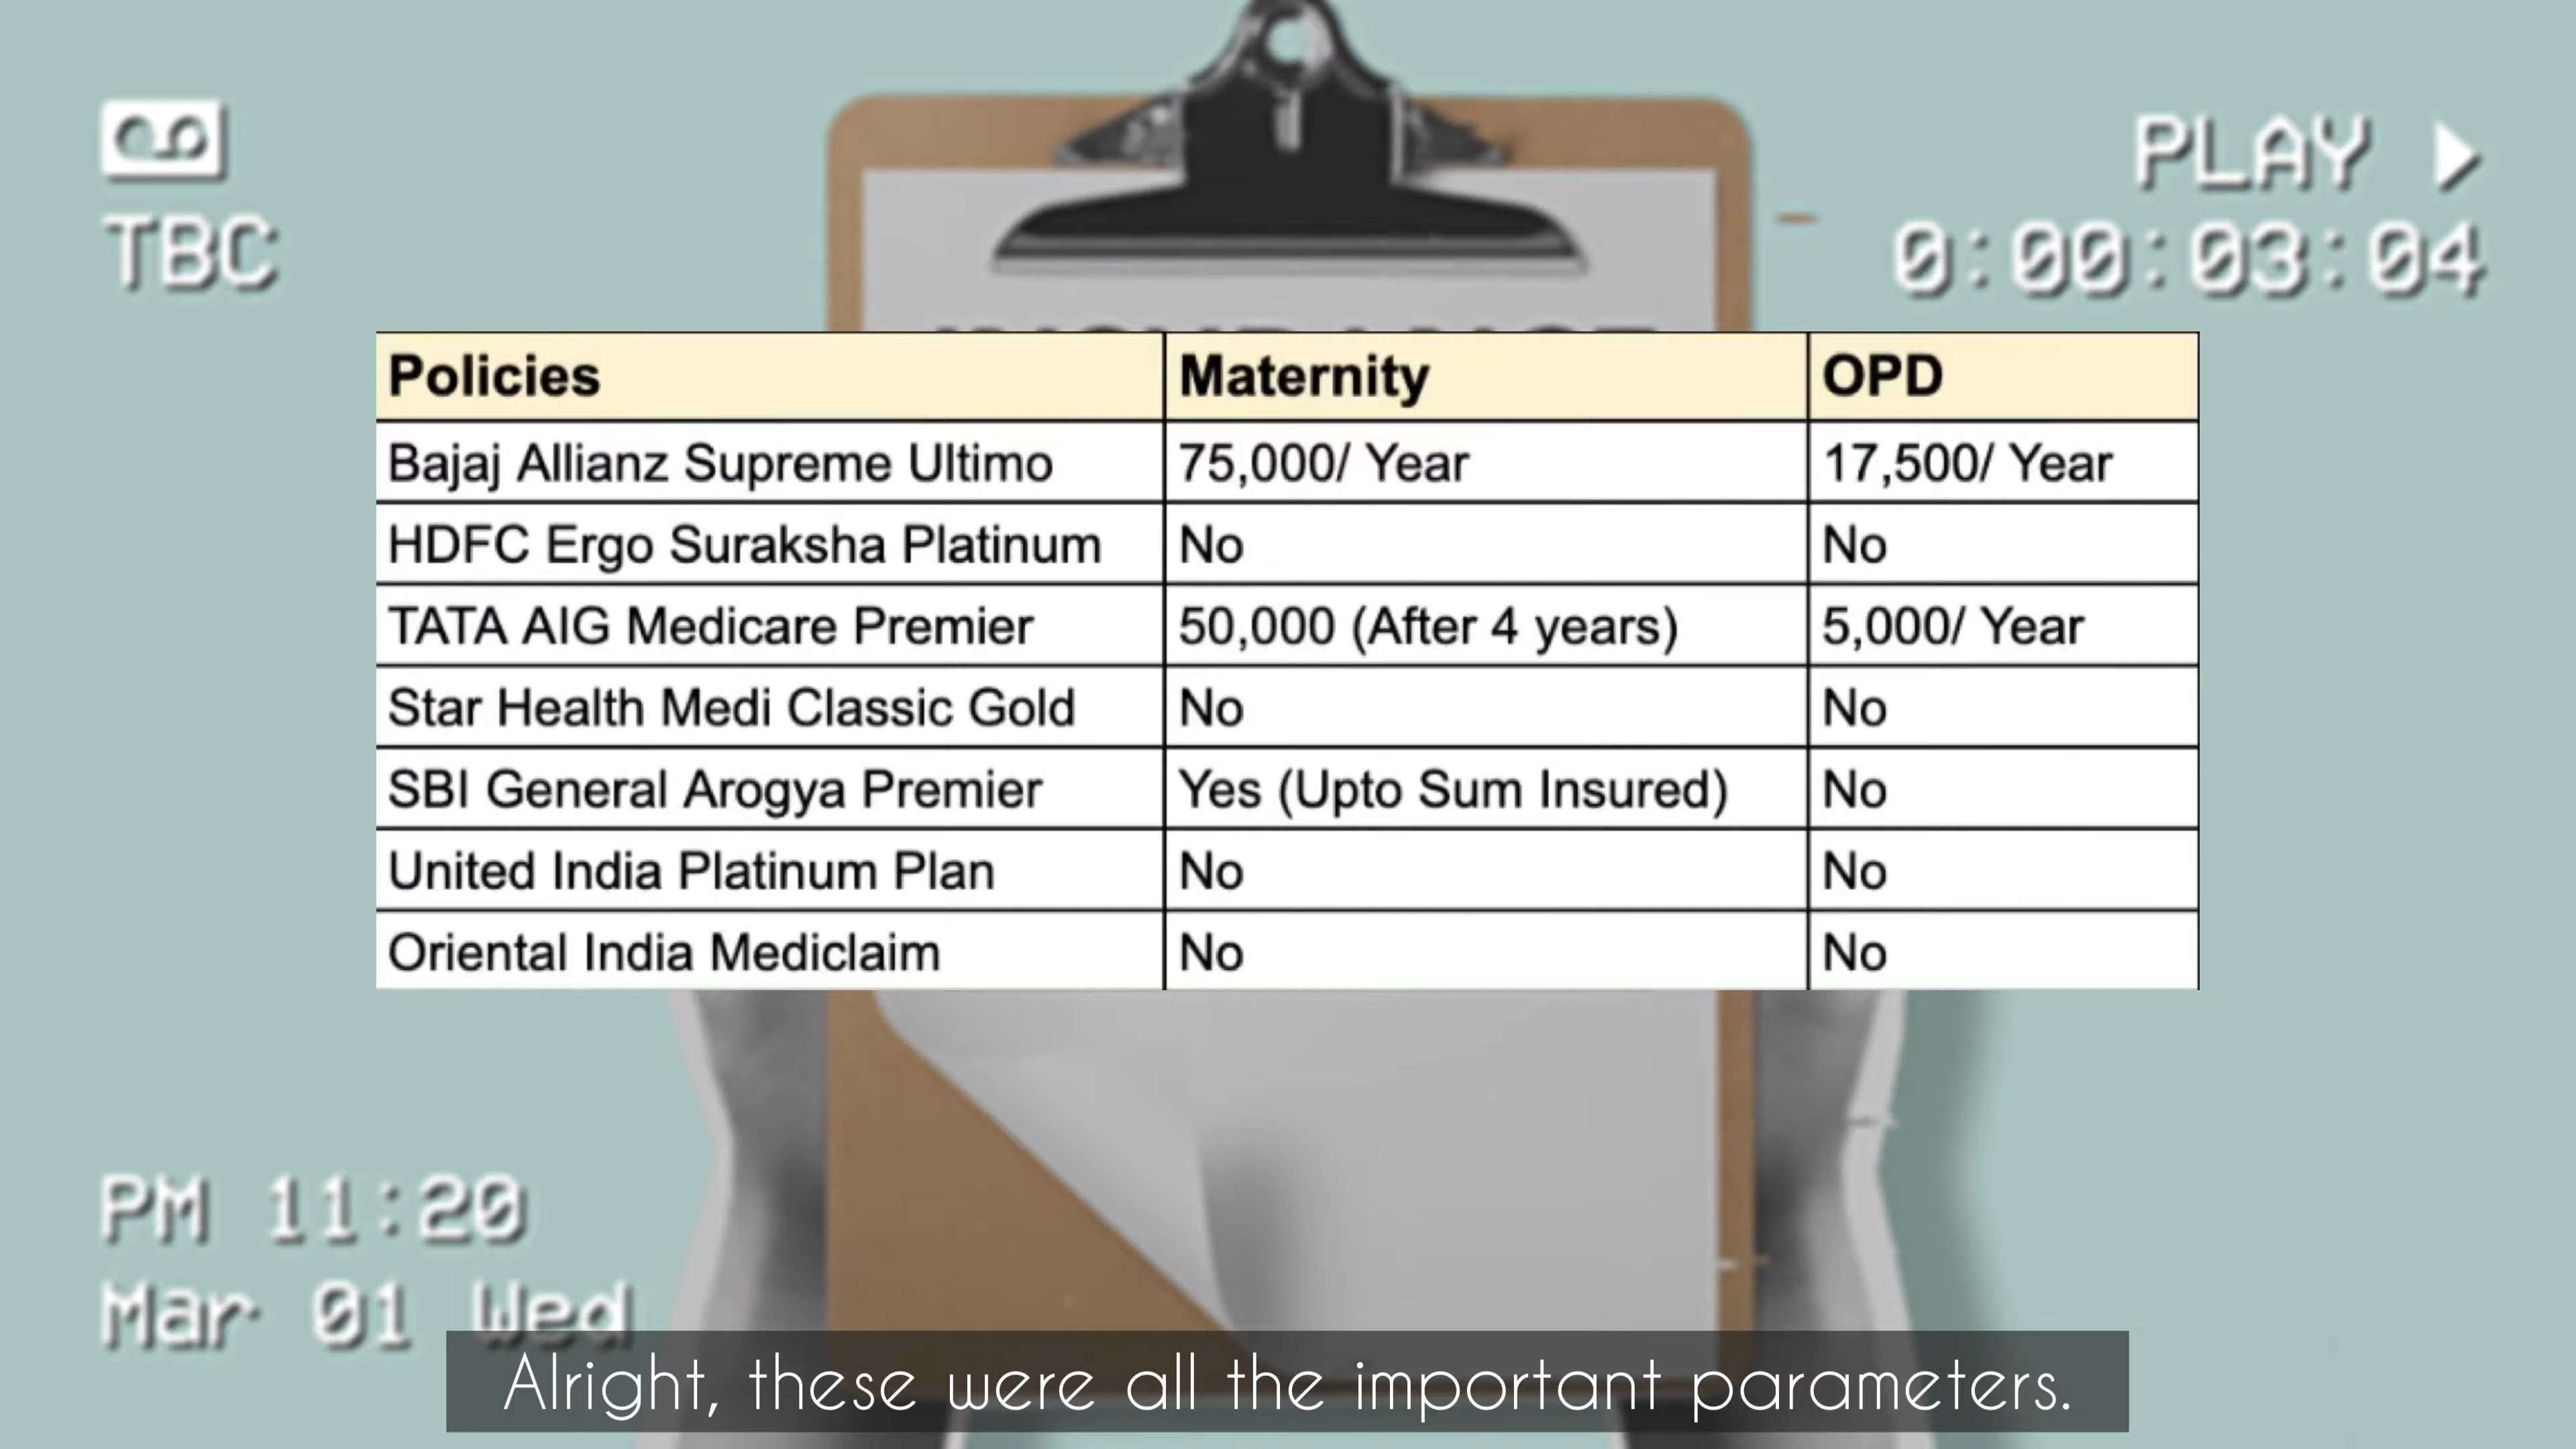 TBC
PLAY
0:00:03:04
Policies Maternity OPD
Bajaj Allianz Supreme Ultimo 75,000/ Year 17,500/ Year
HDFC Ergo Suraksha Platinum No No
TATA AIG Medicare Premier 50,000 (After 4 years) 5,000/ Year
Star Health Medi Classic Gold No No
SBI General Arogya Premier Yes (Upto Sum Insured) No
United India Platinum Plan No No
Oriental India Mediclaim No No
PM 11:20
Mar 01 Wed
Alright, these were all the important parameters.